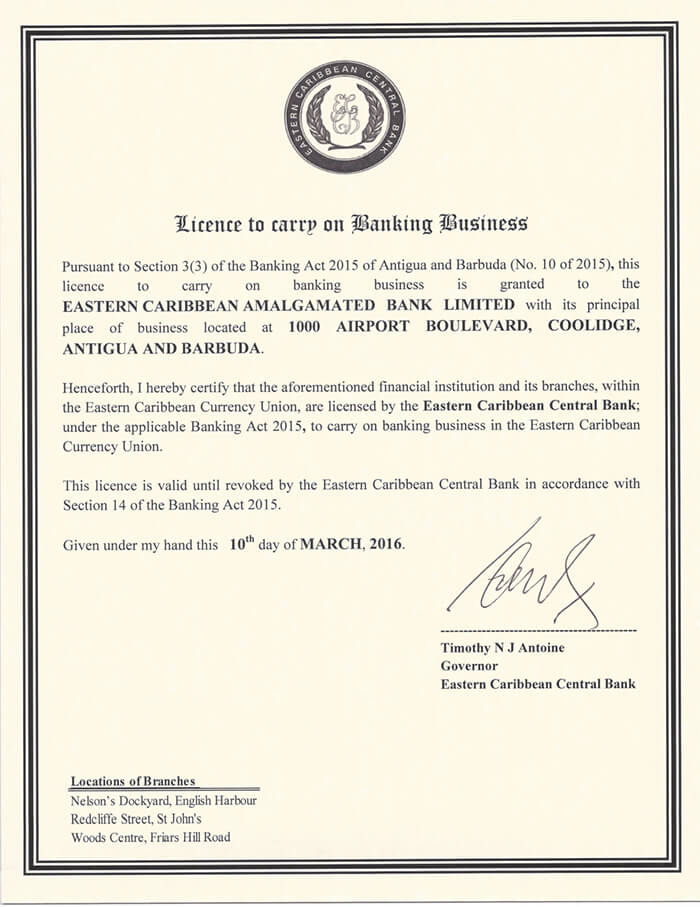 EASTERN CARIBBEAN CENTRAL BANK
Licence to carry on Banking Business
Pursuant to Section 3(3) of the Banking Act 2015 of Antigua and Barbuda (No. 10 of 2015), this
licence to carry on banking business is granted to the
EASTERN CARIBBEAN AMALGAMATED BANK LIMITED with its principal
place of business located at 1000 AIRPORT BOULEVARD, COOLIDGE,
ANTIGUA AND BARBUDA.
Henceforth, I hereby certify that the aforementioned financial institution and its branches, within
the Eastern Caribbean Currency Union, are licensed by the Eastern Caribbean Central Bank;
under the applicable Banking Act 2015, to carry on banking business in the Eastern Caribbean
Currency Union.
This licence is valid until revoked by the Eastern Caribbean Central Bank in accordance with
Section 14 of the Banking Act 2015.
Given under my hand this 10th day of MARCH, 2016.
Timothy N J Antoine
Governor
Eastern Caribbean Central Bank
Locations of Branches
Nelson's Dockyard, English Harbour
Redcliffe Street, St John's
Woods Centre, Friars Hill Road